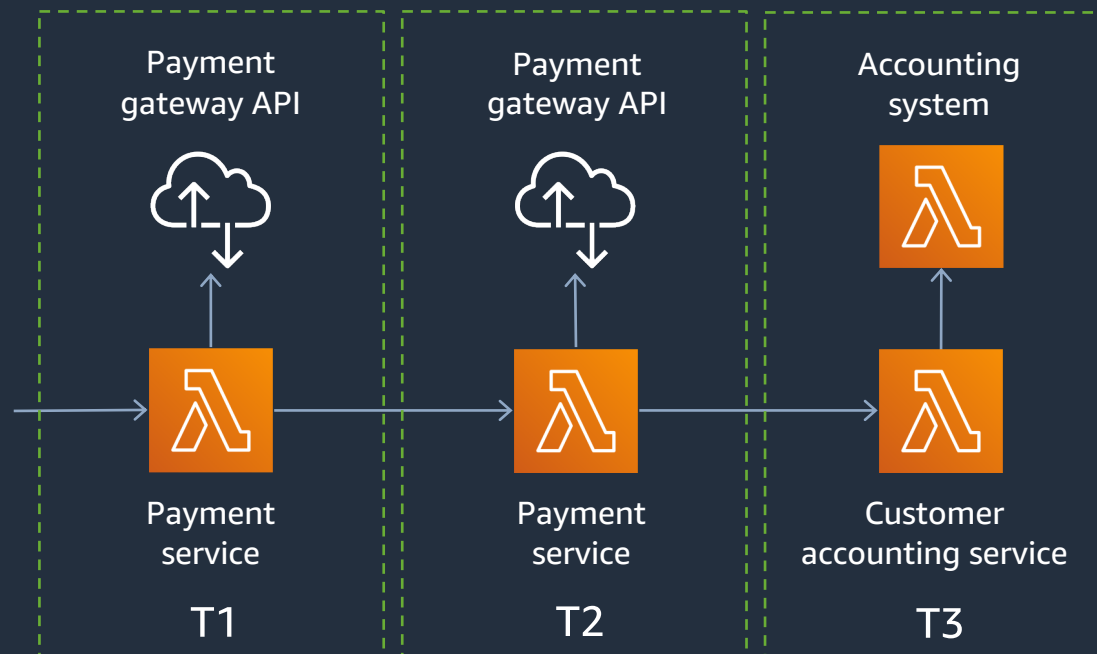 Payment
gateway API
Payment
gateway API
Accounting
system
Payment
service
Payment
service
Customer
accounting service
T1
T2
T3